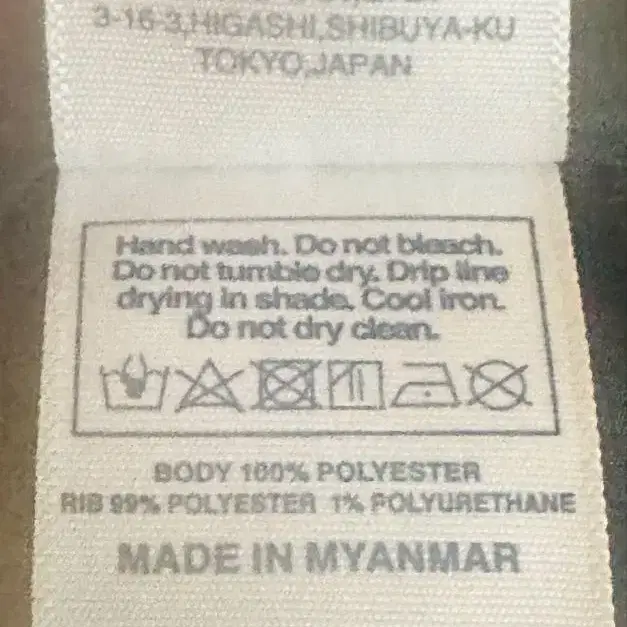 3-16-3,HIGASHI,SHIBUYA-KU
TOKYO,JAPAN
Hand wash. Do not bleach.
Do not tumble dry. Drip line
drying in shade. Cool iron.
Do not dry clean.
BODY 100% POLYESTER
RIB 99% POLYESTER 1% POLYURETHANE
MADE IN MYANMAR